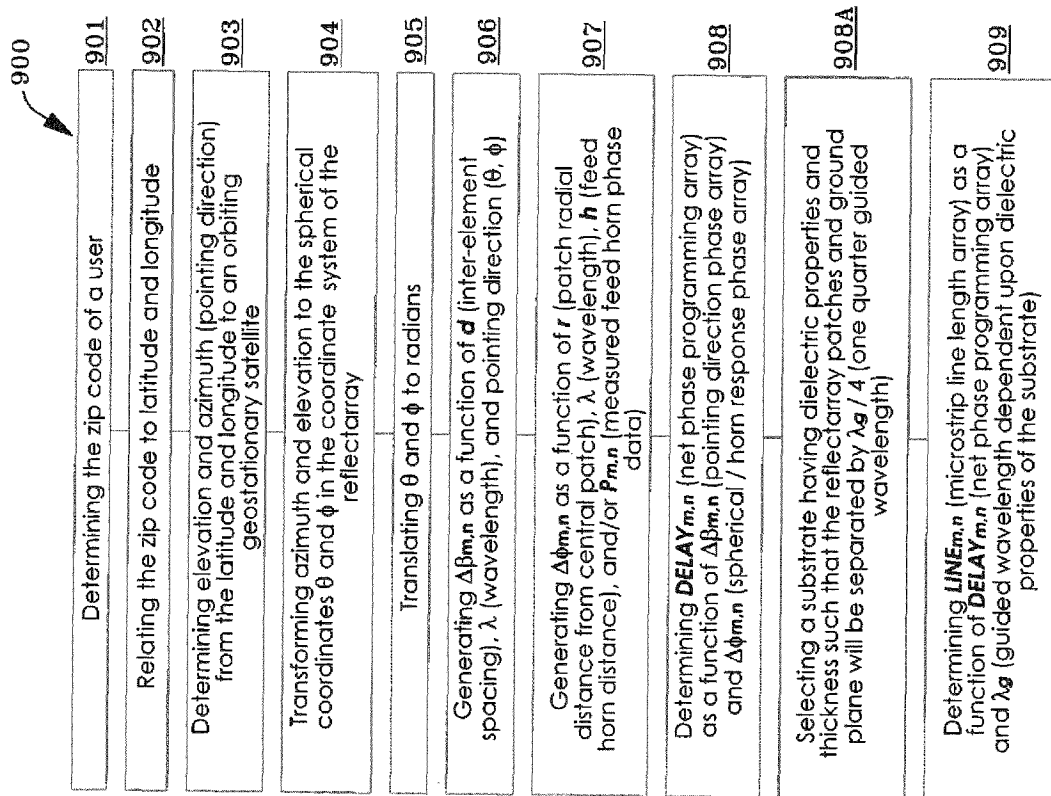 900
Determining the zip code of a user
901
Relating the zip code to latitude and longitude
902
Determining elevation and azimuth (pointing direction)
from the latitude and longitude to an orbiting
geostationary satellite
903
Transforming azimuth and elevation to the spherical
coordinates θ and ϕ in the coordinate system of the
reflectarray
904
Translating θ and ϕ to radians
905
Generating Δβm,n as a function of d (inter-element
spacing), λ (wavelength), and pointing direction (θ, ϕ)
906
Generating Δϕm,n as a function of r (patch radial
distance from central patch), λ (wavelength), h (feed
horn distance), and/or Pm,n (measured feed horn phase
data)
907
Determining DELAYm,n (net phase programming array)
as a function of Δβm,n (pointing direction phase array)
and Δϕm,n (spherical / horn response phase array)
908
Selecting a substrate having dielectric properties and
thickness such that the reflectarray patches and ground
plane will be separated by λg / 4 (one quarter guided
wavelength)
908A
Determining LINEm,n (microstrip line length array) as a
function of DELAYm,n (net phase programming array)
and λg (guided wavelength dependent upon dielectric
properties of the substrate)
909